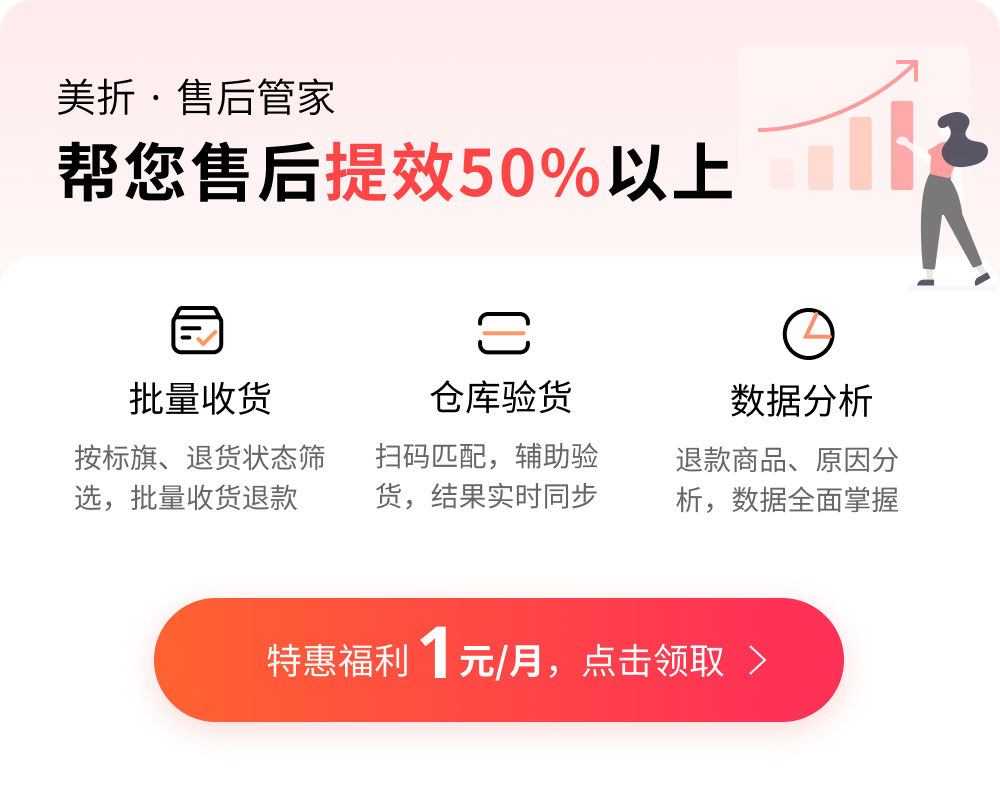 美折 · 售后管家
帮您售后提效50%以上
批量收货
按标旗、退货状态筛
选，批量收货退款
仓库验货
扫码匹配，辅助验
货，结果实时同步
数据分析
退款商品、原因分
析，数据全面掌握
特惠福利1元/月，点击领取